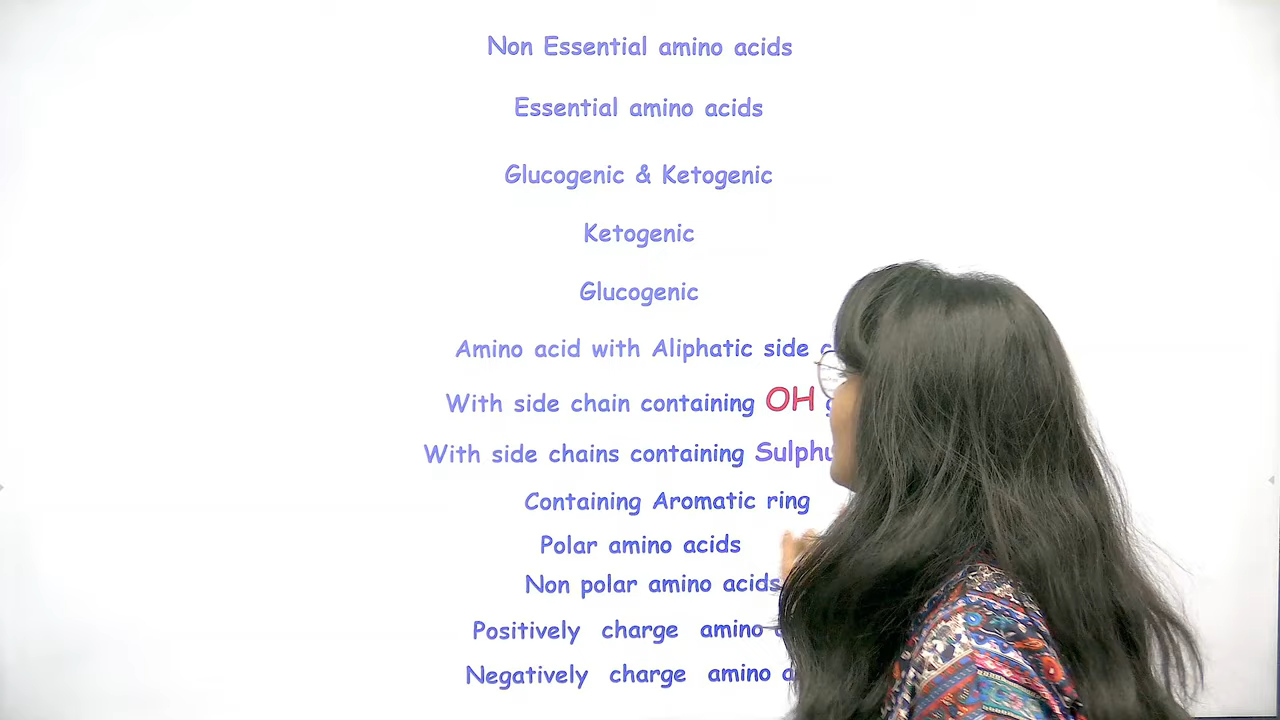 Non Essential amino acids
Essential amino acids
Glucogenic & Ketogenic
Ketogenic
Glucogenic
Amino acid with Aliphatic side
With side chain containing OH
With side chains containing
Containing Aromatic ring
Polar amino acids
Non polar amino acids
Positively charge amino
Negatively charge amino